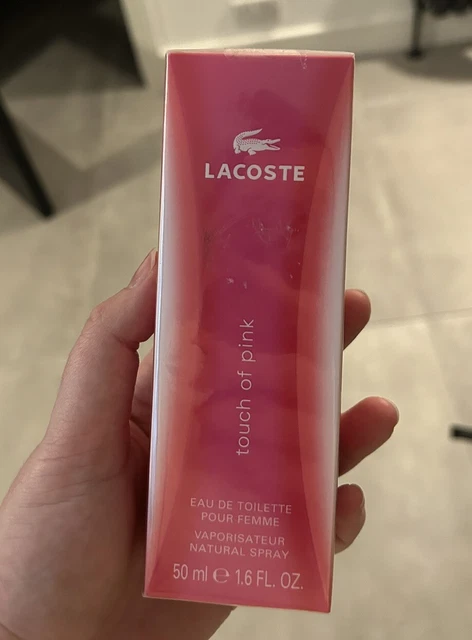 LACOSTE
touch of pink
EAU DE TOILETTE
POUR FEMME
VAPORISATEUR
NATURAL SPRAY
50 ml ℮ 1.6 FL. OZ.